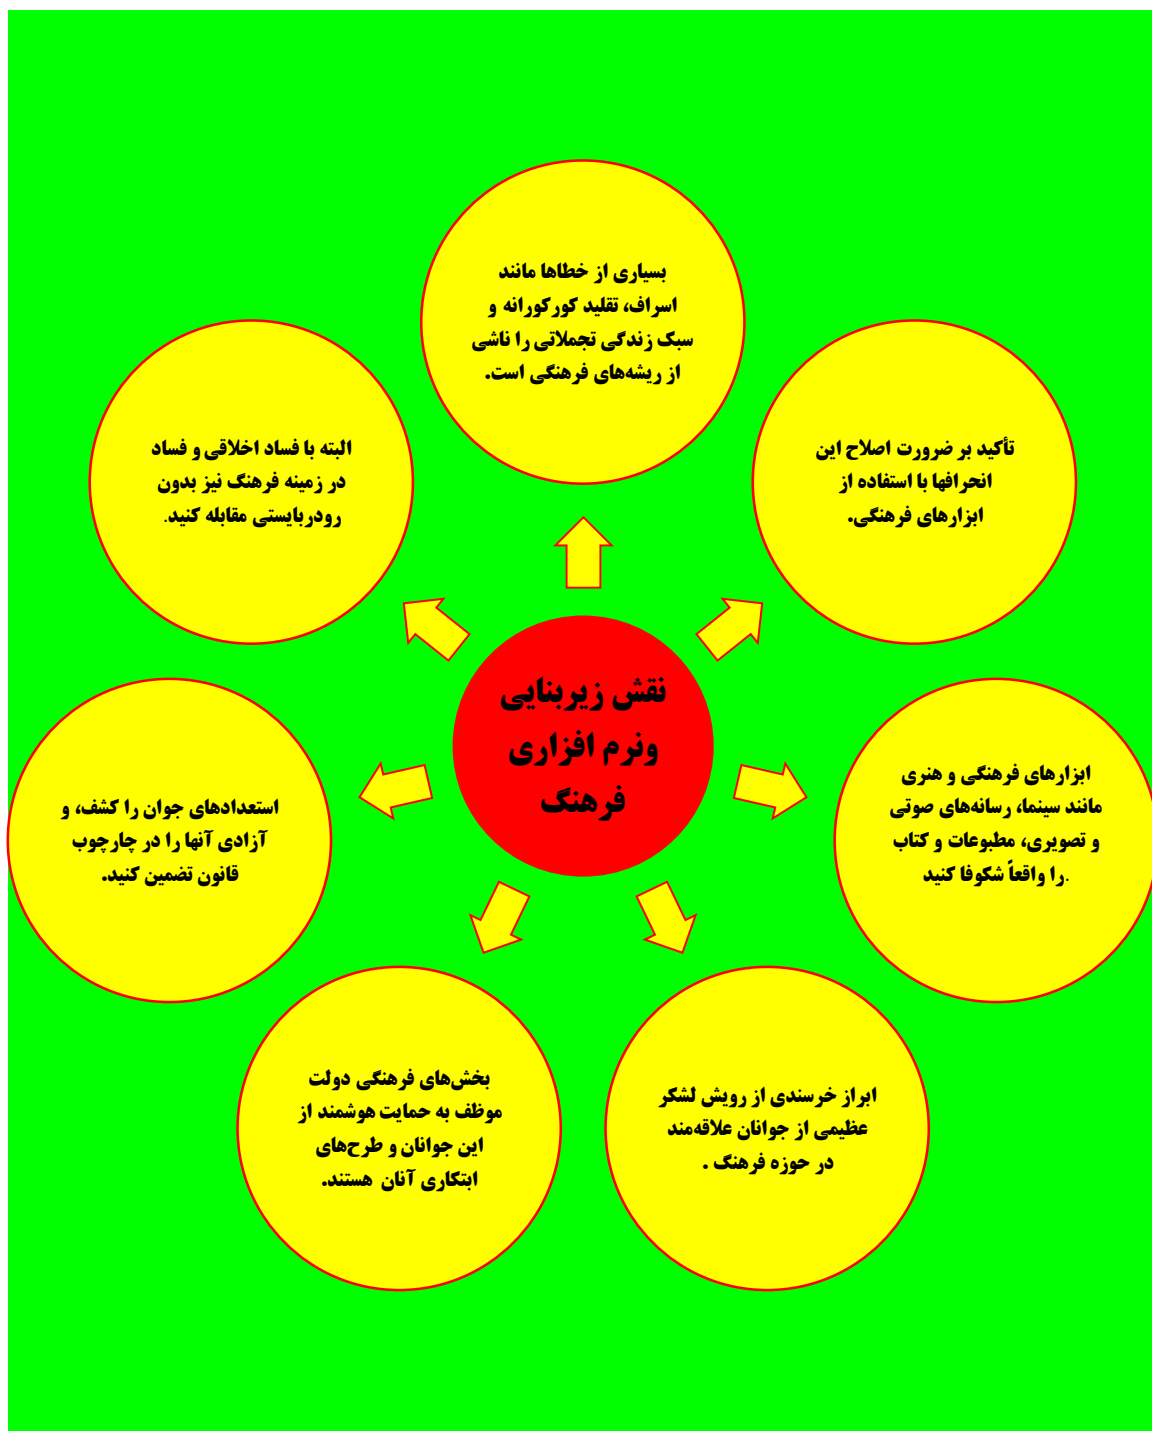 بسیاری از خطاها مانند
اسراف، تقلید کورکورانه و
سبک زندگی تجملاتی را ناشی
از ریشه‌های فرهنگی است.
تأکید بر ضرورت اصلاح این
انحرافها با استفاده از
ابزارهای فرهنگی.
ابزارهای فرهنگی و هنری
مانند سینما، رسانه‌های صوتی
و تصویری، مطبوعات و کتاب
را واقعاً شکوفا کنید.
ابراز خرسندی از رویش لشکر
عظیمی از جوانان علاقه‌مند
در حوزه فرهنگ .
بخش‌های فرهنگی دولت
موظف به حمایت هوشمند از
این جوانان و طرح‌های
ابتکاری آنان هستند.
استعدادهای جوان را کشف، و
آزادی آنها را در چارچوب
قانون تضمین کنید.
البته با فساد اخلاقی و فساد
در زمینه فرهنگ نیز بدون
رودربایستی مقابله کنید.
نقش زیربنایی
ونرم افزاری
فرهنگ